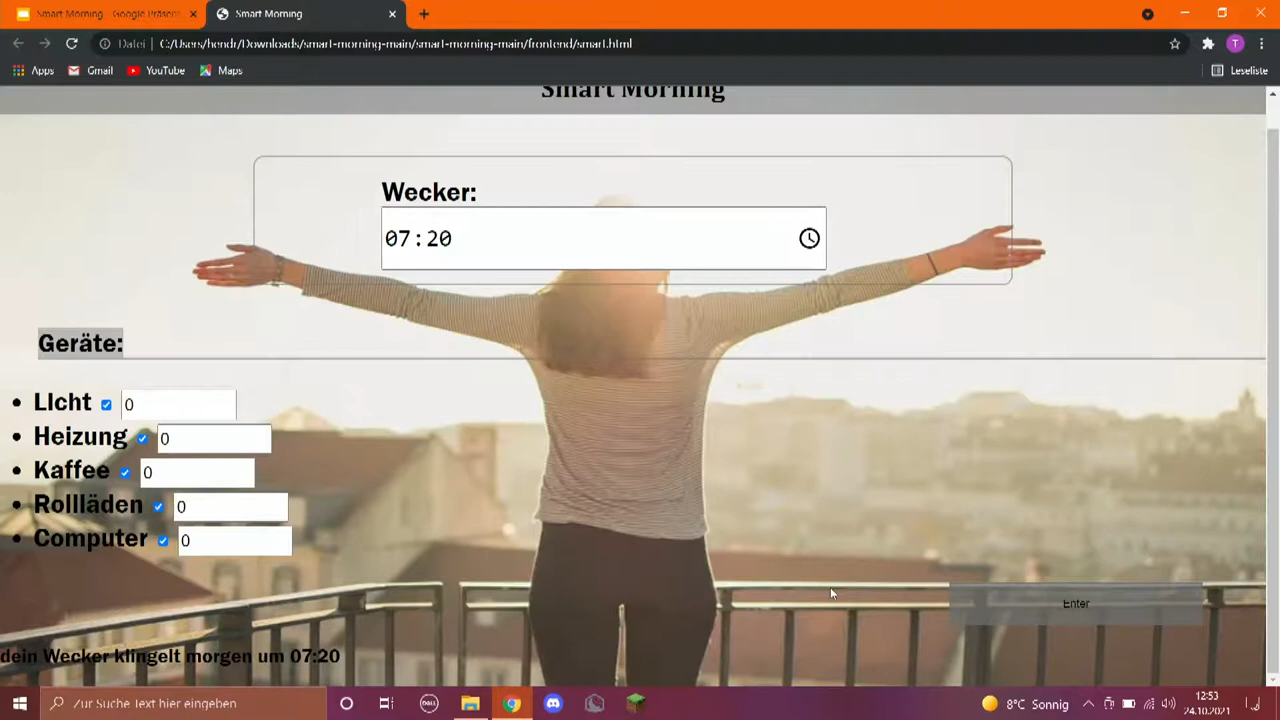 Smart Morning - Google Präsent
Smart Morning
Datei
C:/Users/hendr/Downloads/smart-morning-main/smart-morning-main/frontend/smart.html
Apps
Gmail
YouTube
Maps
Leseliste
Smart Morning
Wecker:
07:20
Geräte:
LIcht 0
Heizung 0
Kaffee 0
Rollläden 0
Computer 0
Enter
dein Wecker klingelt morgen um 07:20
Zur Suche Text hier eingeben
DELL
8°C Sonnig
12:53
24.10.2021